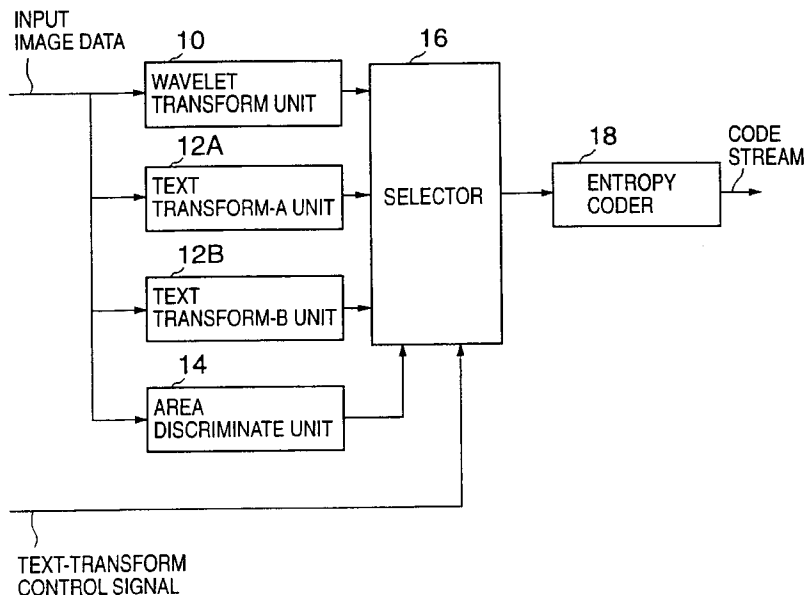 INPUT
IMAGE DATA
10
WAVELET
TRANSFORM UNIT
12A
TEXT
TRANSFORM-A UNIT
12B
TEXT
TRANSFORM-B UNIT
14
AREA
DISCRIMINATE UNIT
16
SELECTOR
18
ENTROPY
CODER
CODE
STREAM
TEXT-TRANSFORM
CONTROL SIGNAL